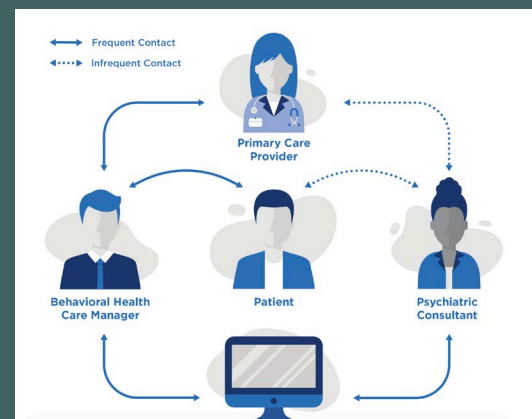 Frequent Contact
Infrequent Contact
Primary Care
Provider
Behavioral Health
Care Manager
Patient
Psychiatric
Consultant